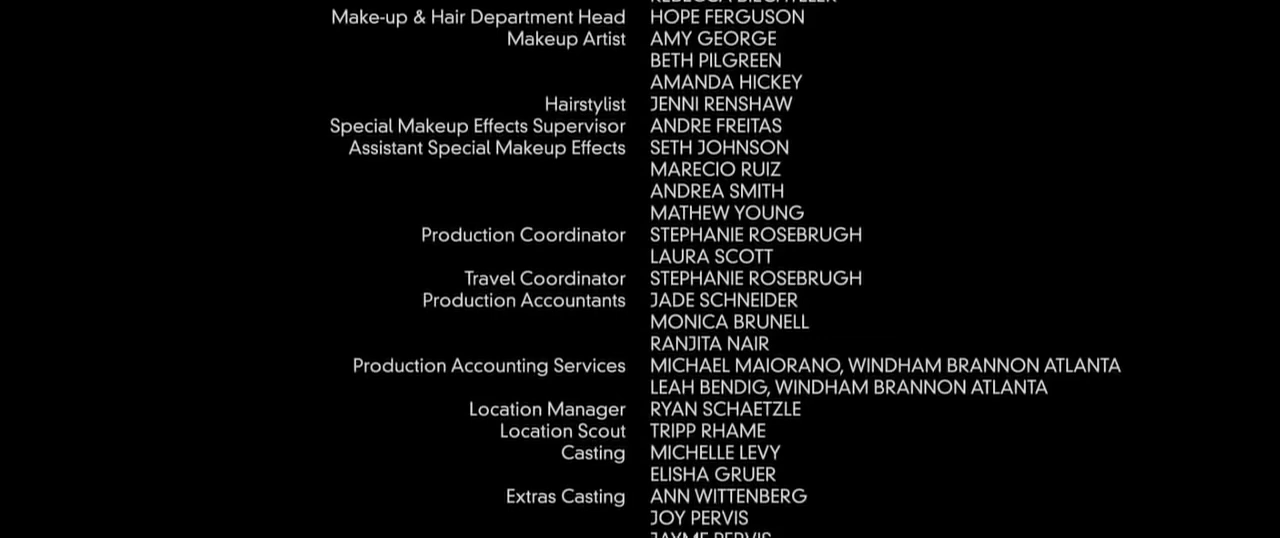 Make-up & Hair Department Head HOPE FERGUSON
Makeup Artist AMY GEORGE
BETH PILGREEN
AMANDA HICKEY
Hairstylist JENNI RENSHAW
Special Makeup Effects Supervisor ANDRE FREITAS
Assistant Special Makeup Effects SETH JOHNSON
MARECIO RUIZ
ANDREA SMITH
MATHEW YOUNG
Production Coordinator STEPHANIE ROSEBRUGH
LAURA SCOTT
Travel Coordinator STEPHANIE ROSEBRUGH
Production Accountants JADE SCHNEIDER
MONICA BRUNELL
RANJITA NAIR
Production Accounting Services MICHAEL MAIORANO, WINDHAM BRANNON ATLANTA
LEAH BENDIG, WINDHAM BRANNON ATLANTA
Location Manager RYAN SCHAETZLE
Location Scout TRIPP RHAME
Casting MICHELLE LEVY
ELISHA GRUER
Extras Casting ANN WITTENBERG
JOY PERVIS